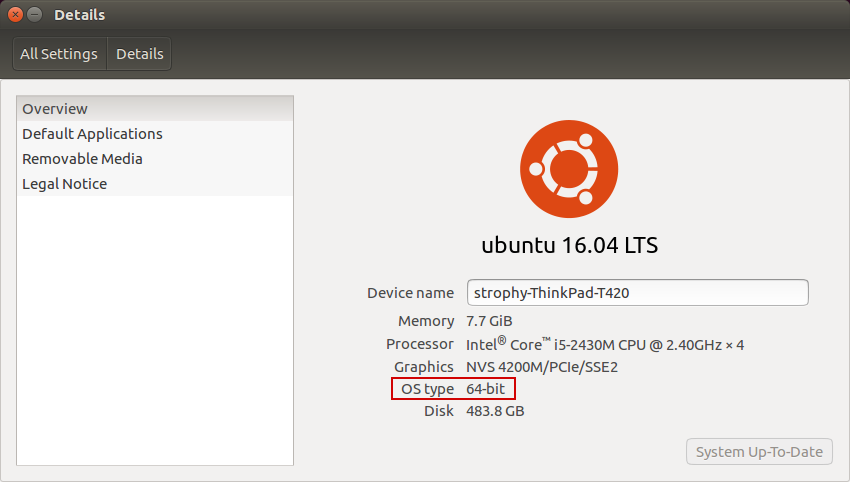 Details
All Settings Details
Overview
Default Applications
Removable Media
Legal Notice
ubuntu 16.04 LTS
Device name strophy-ThinkPad-T420
Memory 7.7 GiB
Processor Intel® Core™ i5-2430M CPU @ 2.40GHz × 4
Graphics NVS 4200M/PCIe/SSE2
OS type 64-bit
Disk 483.8 GB
System Up-To-Date